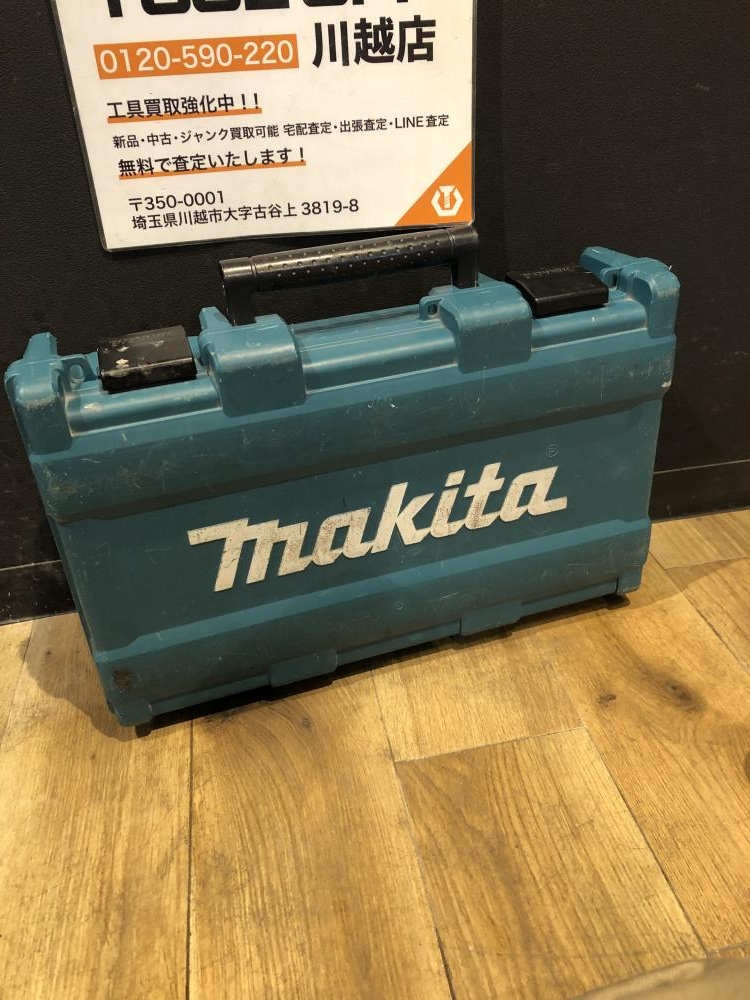 0120-590-220 川越店
工具買取強化中！！
新品・中古・ジャンク買取可能 宅配査定・出張査定・LINE査定
無料で査定いたします！
〒350-0001
埼玉県川越市大字古谷上 3819-8
makita